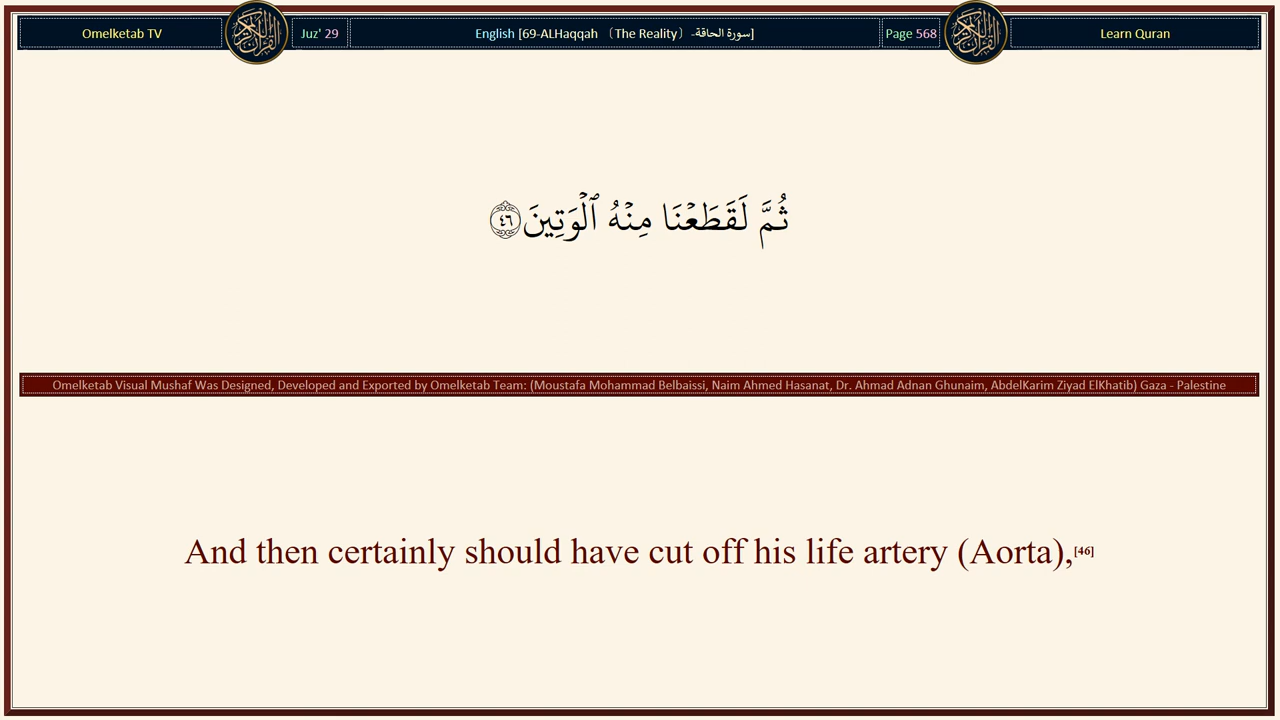 Omelketab TV
Juz' 29
English [69-ALHaqqah （The Reality）-سورة الحاقة]
Page 568
Learn Quran
ثُمَّ لَقَطَعۡنَا مِنۡهُ ٱلۡوَتِينَ ٤٦
Omelketab Visual Mushaf Was Designed, Developed and Exported by Omelketab Team: (Moustafa Mohammad Belbaissi, Naim Ahmed Hasanat, Dr. Ahmad Adnan Ghunaim, AbdelKarim Ziyad ElKhatib) Gaza - Palestine
And then certainly should have cut off his life artery (Aorta),[46]